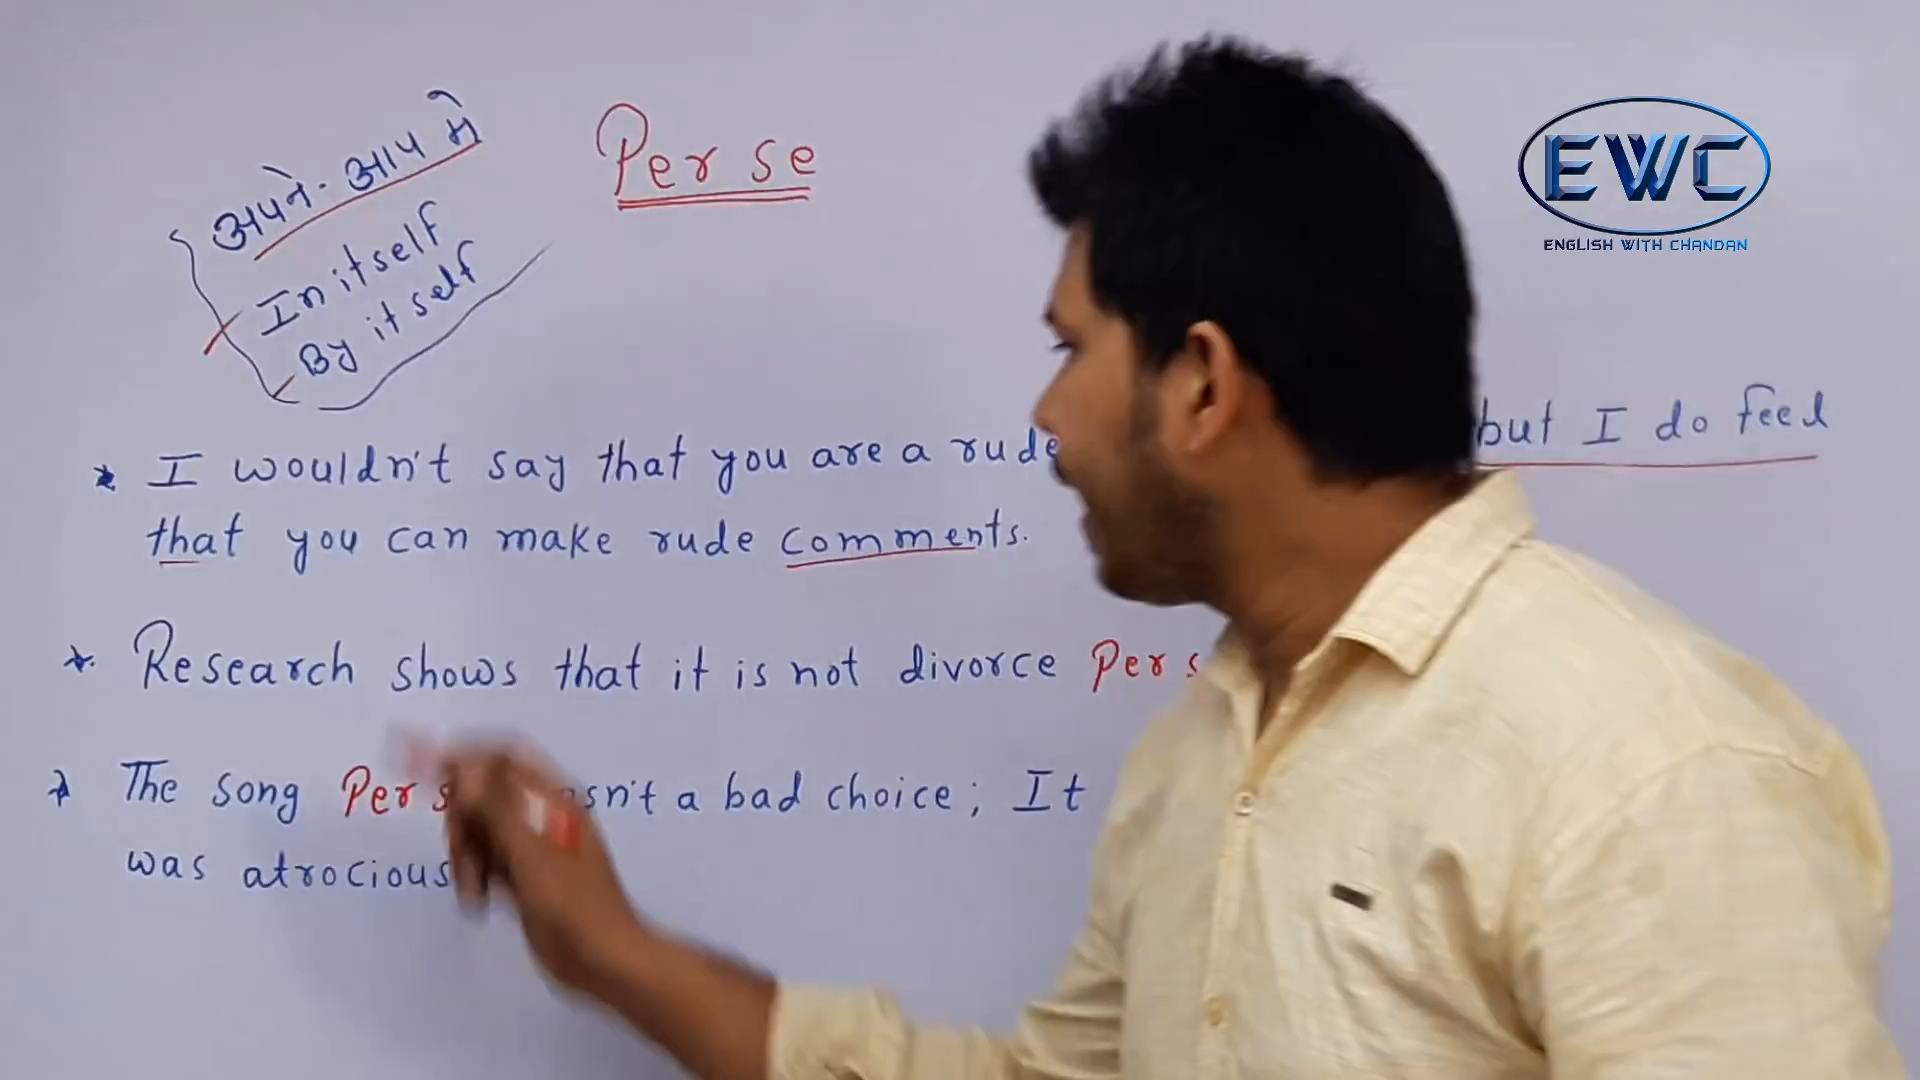 अपने-आप मे
Per se
In itself
By itself
EWC
ENGLISH WITH CHANDAN
I wouldn't say that you are a rude but I do feel
that you can make rude comments.
Research shows that it is not divorce Per
The song Per a bad choice; It
was atrocious